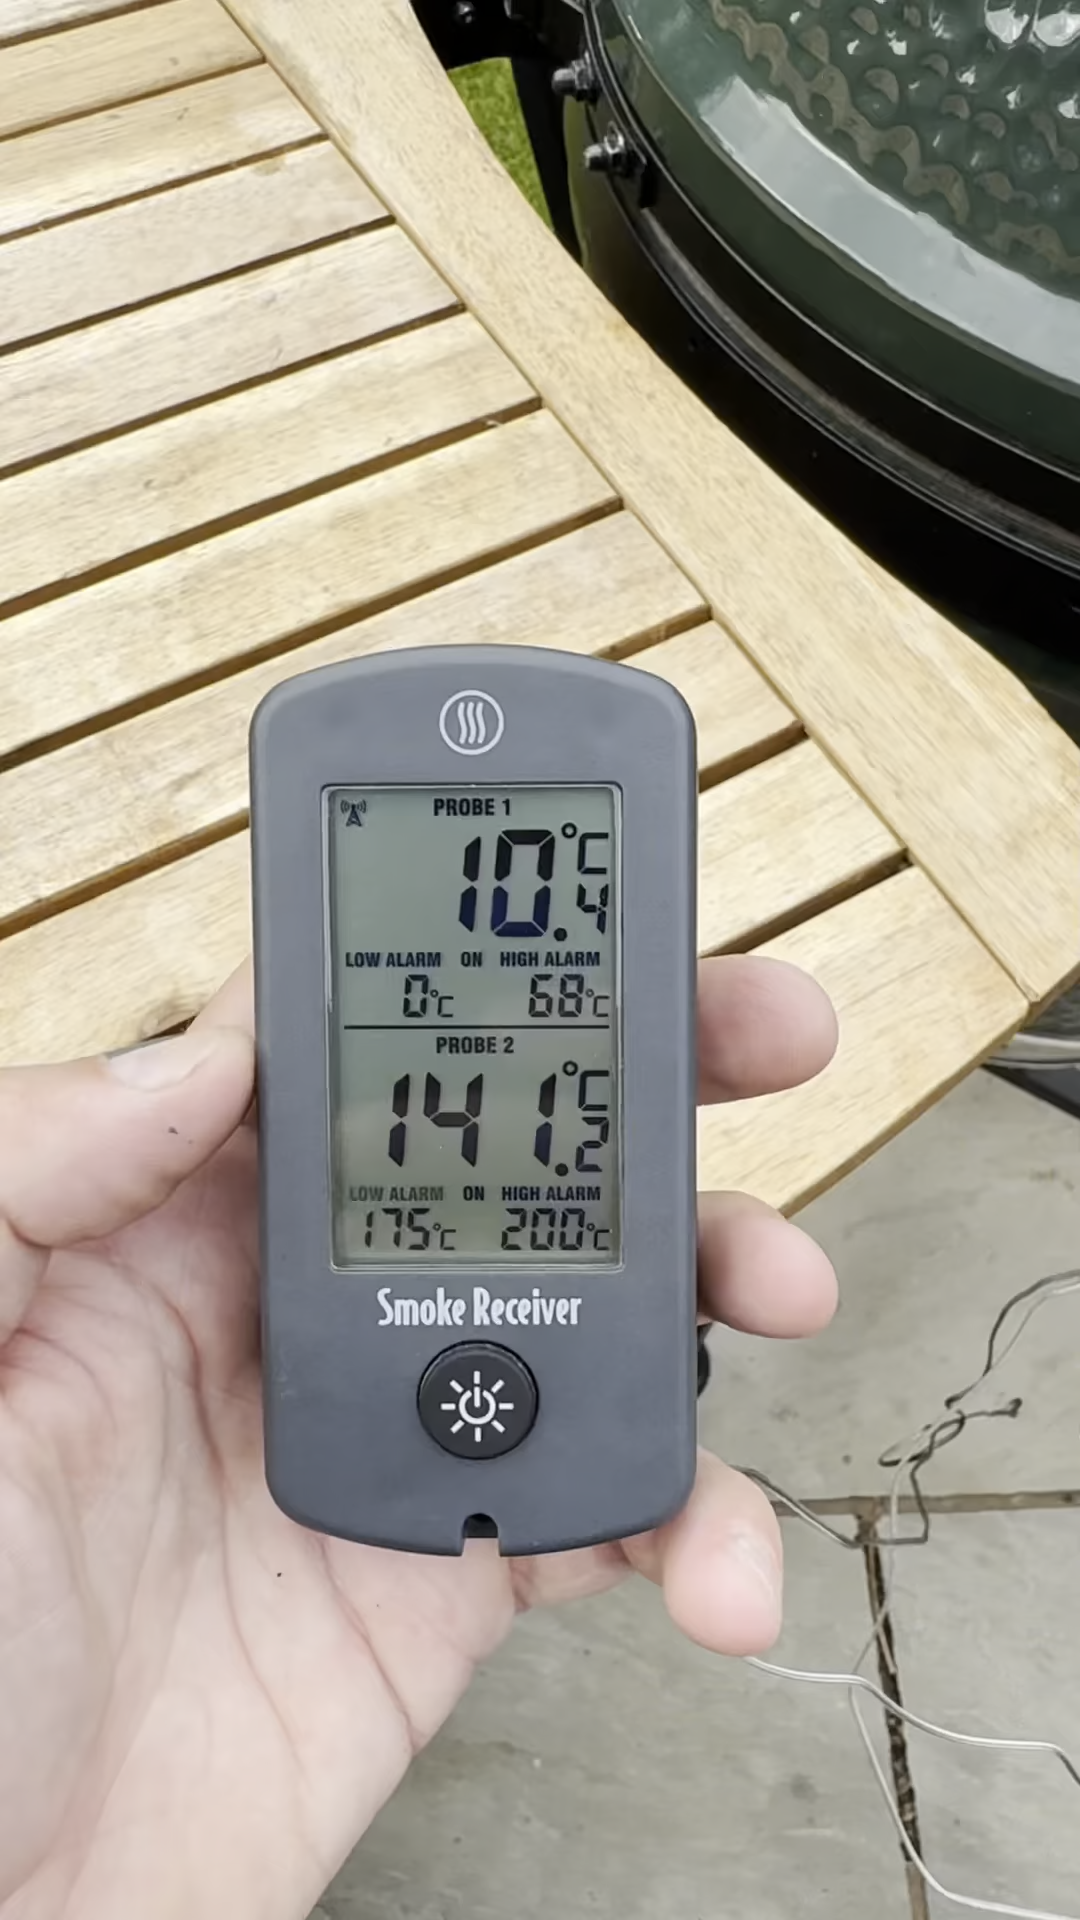 PROBE 1
10.4°C
LOW ALARM ON HIGH ALARM
0°C 68°C
PROBE 2
141.2°C
LOW ALARM ON HIGH ALARM
175°C 200°C
Smoke Receiver